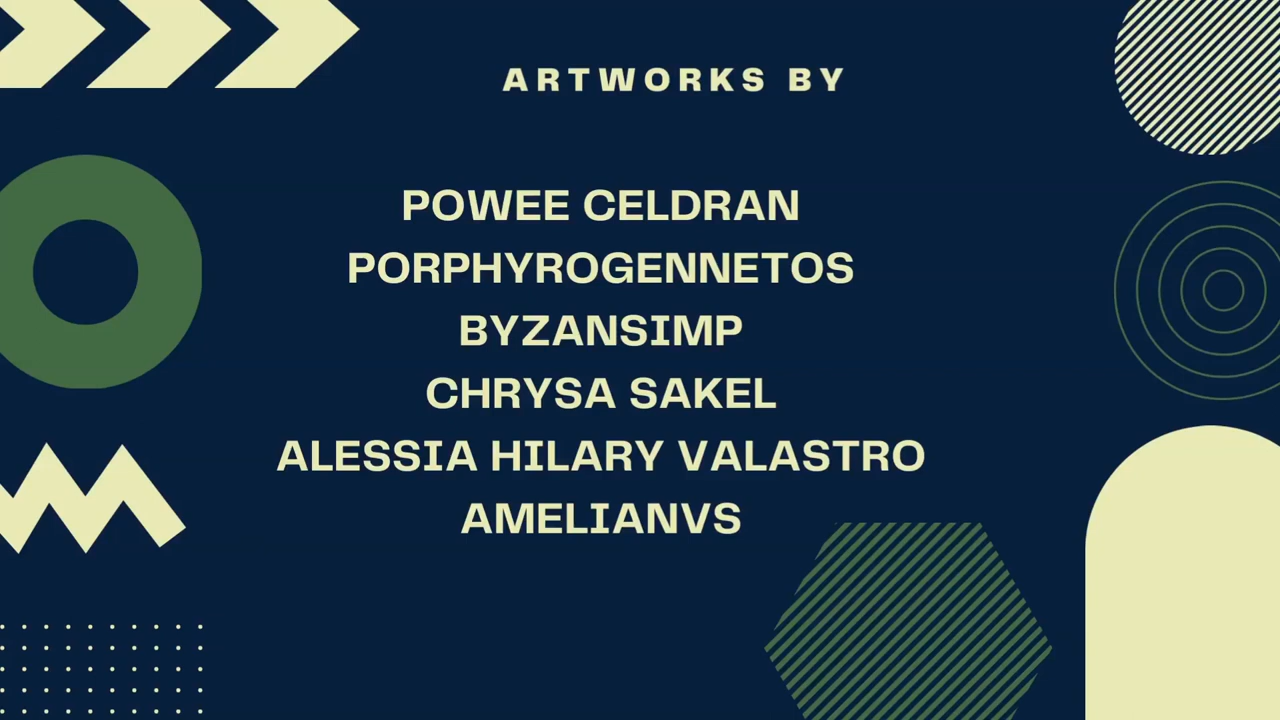 ARTWORKS BY
POWEE CELDRAN
PORPHYROGENNETOS
BYZANSIMP
CHRYSA SAKEL
ALESSIA HILARY VALASTRO
AMELIANVS